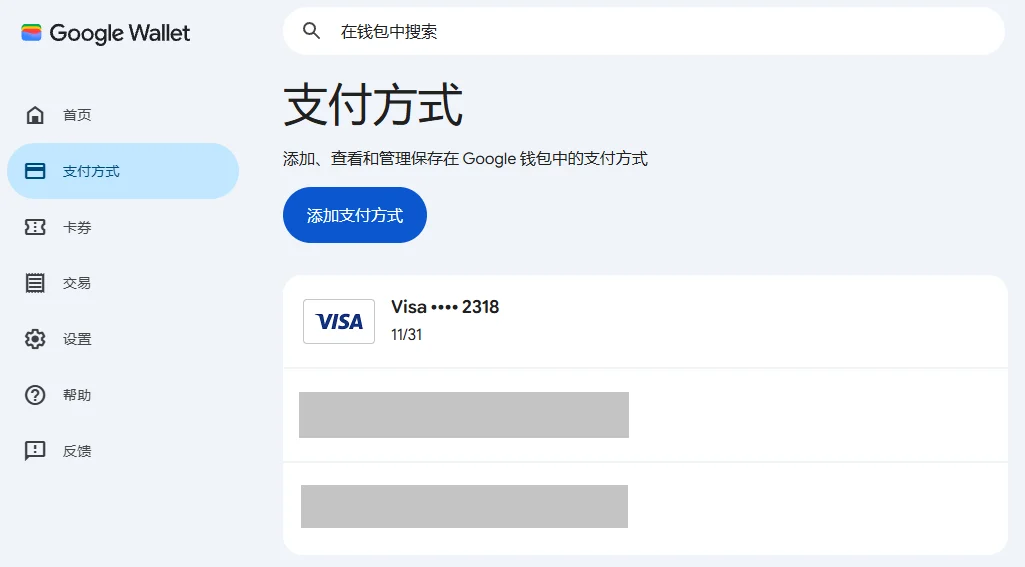 Google Wallet
在钱包中搜索
首页
支付方式
卡券
交易
设置
帮助
反馈
支付方式
添加、查看和管理保存在 Google 钱包中的支付方式
添加支付方式
VISA
Visa •••• 2318
11/31